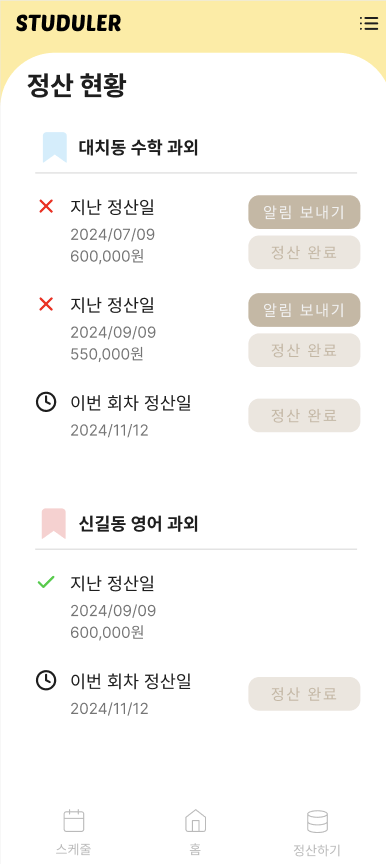 STUDULER
정산 현황
대치동 수학 과외
지난 정산일
2024/07/09
600,000원
알림 보내기
정산 완료
지난 정산일
2024/09/09
550,000원
알림 보내기
정산 완료
이번 회차 정산일
2024/11/12
정산 완료
신길동 영어 과외
지난 정산일
2024/09/09
600,000원
이번 회차 정산일
2024/11/12
정산 완료
스케줄
홈
정산하기